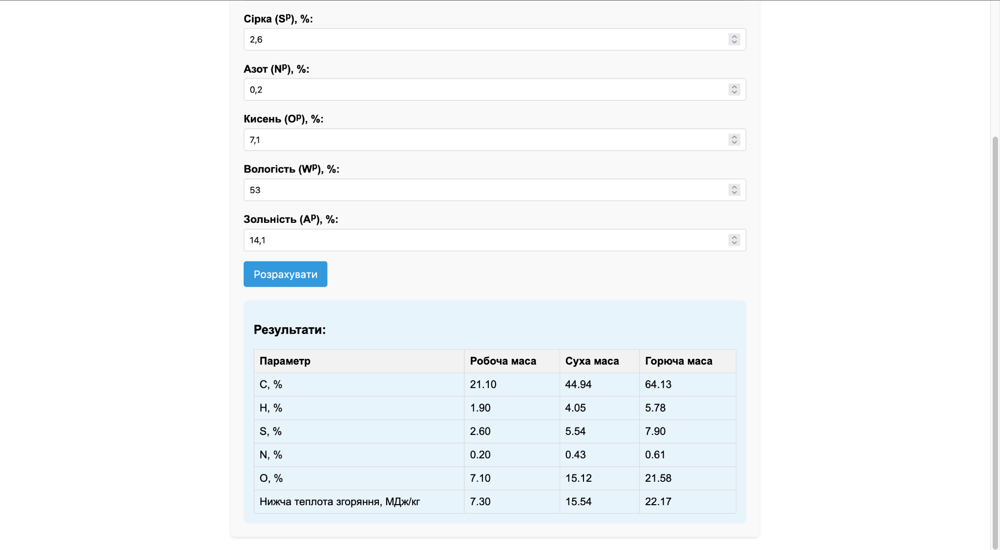 Сірка (Sᵖ), %:
2,6
Азот (Nᵖ), %:
0,2
Кисень (Oᵖ), %:
7,1
Вологість (Wᵖ), %:
53
Зольність (Aᵖ), %:
14,1
Розрахувати
Результати:
Параметр Робоча маса Суха маса Горюча маса
C, % 21.10 44.94 64.13
H, % 1.90 4.05 5.78
S, % 2.60 5.54 7.90
N, % 0.20 0.43 0.61
O, % 7.10 15.12 21.58
Нижча теплота згоряння, МДж/кг 7.30 15.54 22.17